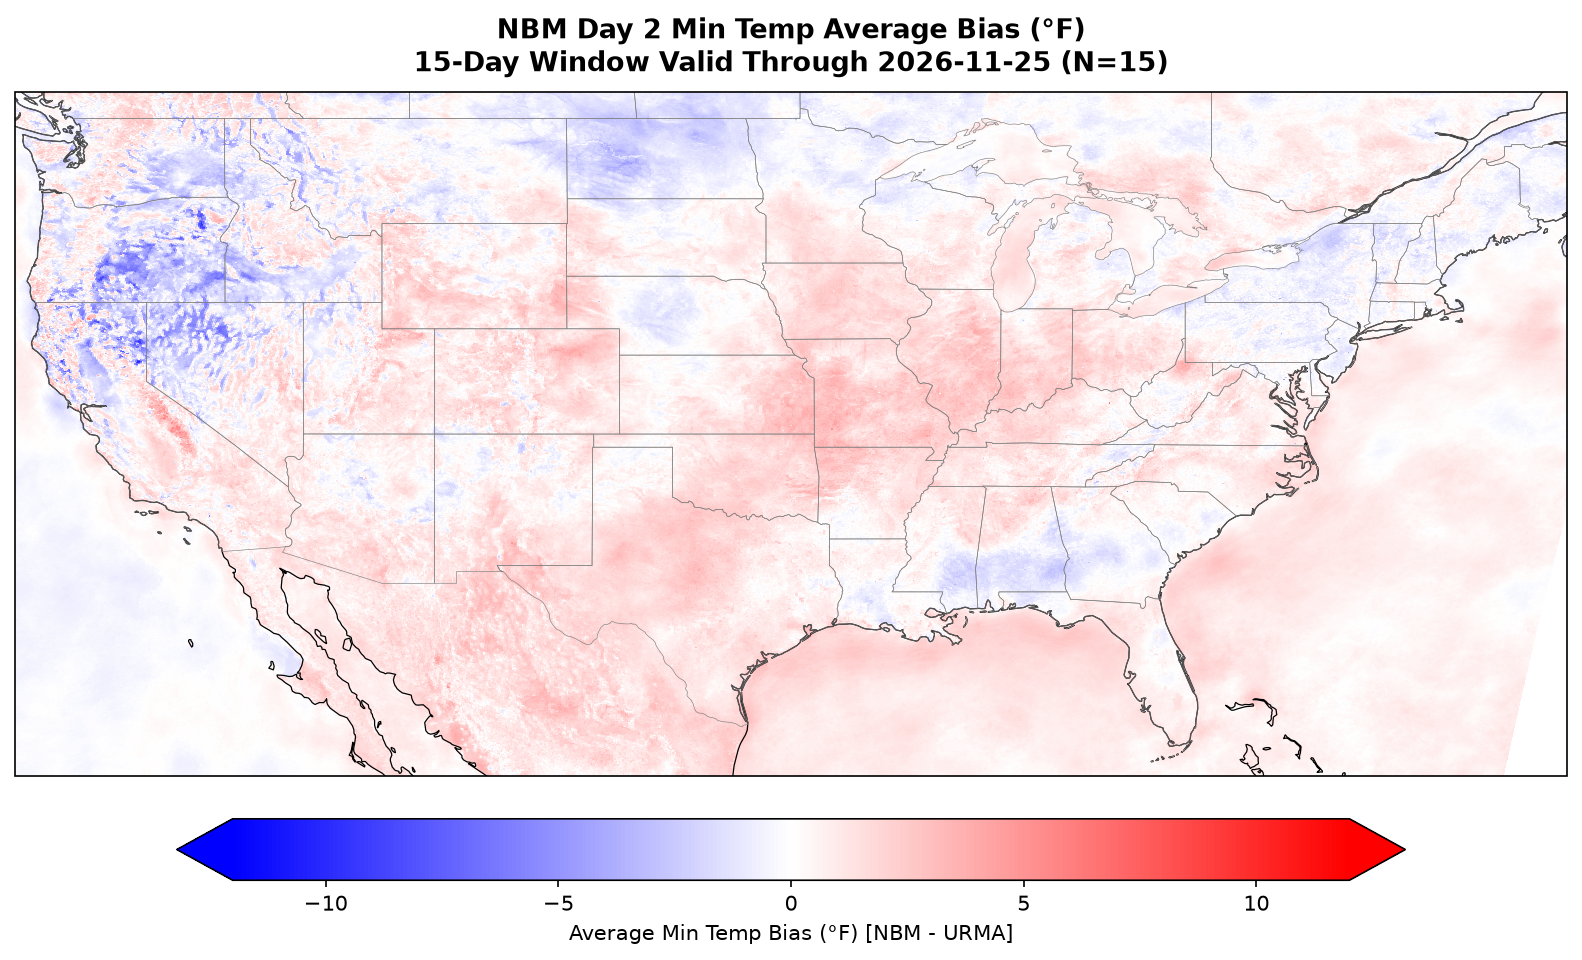 NBM Day 2 Min Temp Average Bias (°F)
15-Day Window Valid Through 2026-11-25 (N=15)
−10 −5 0 5 10
Average Min Temp Bias (°F) [NBM - URMA]